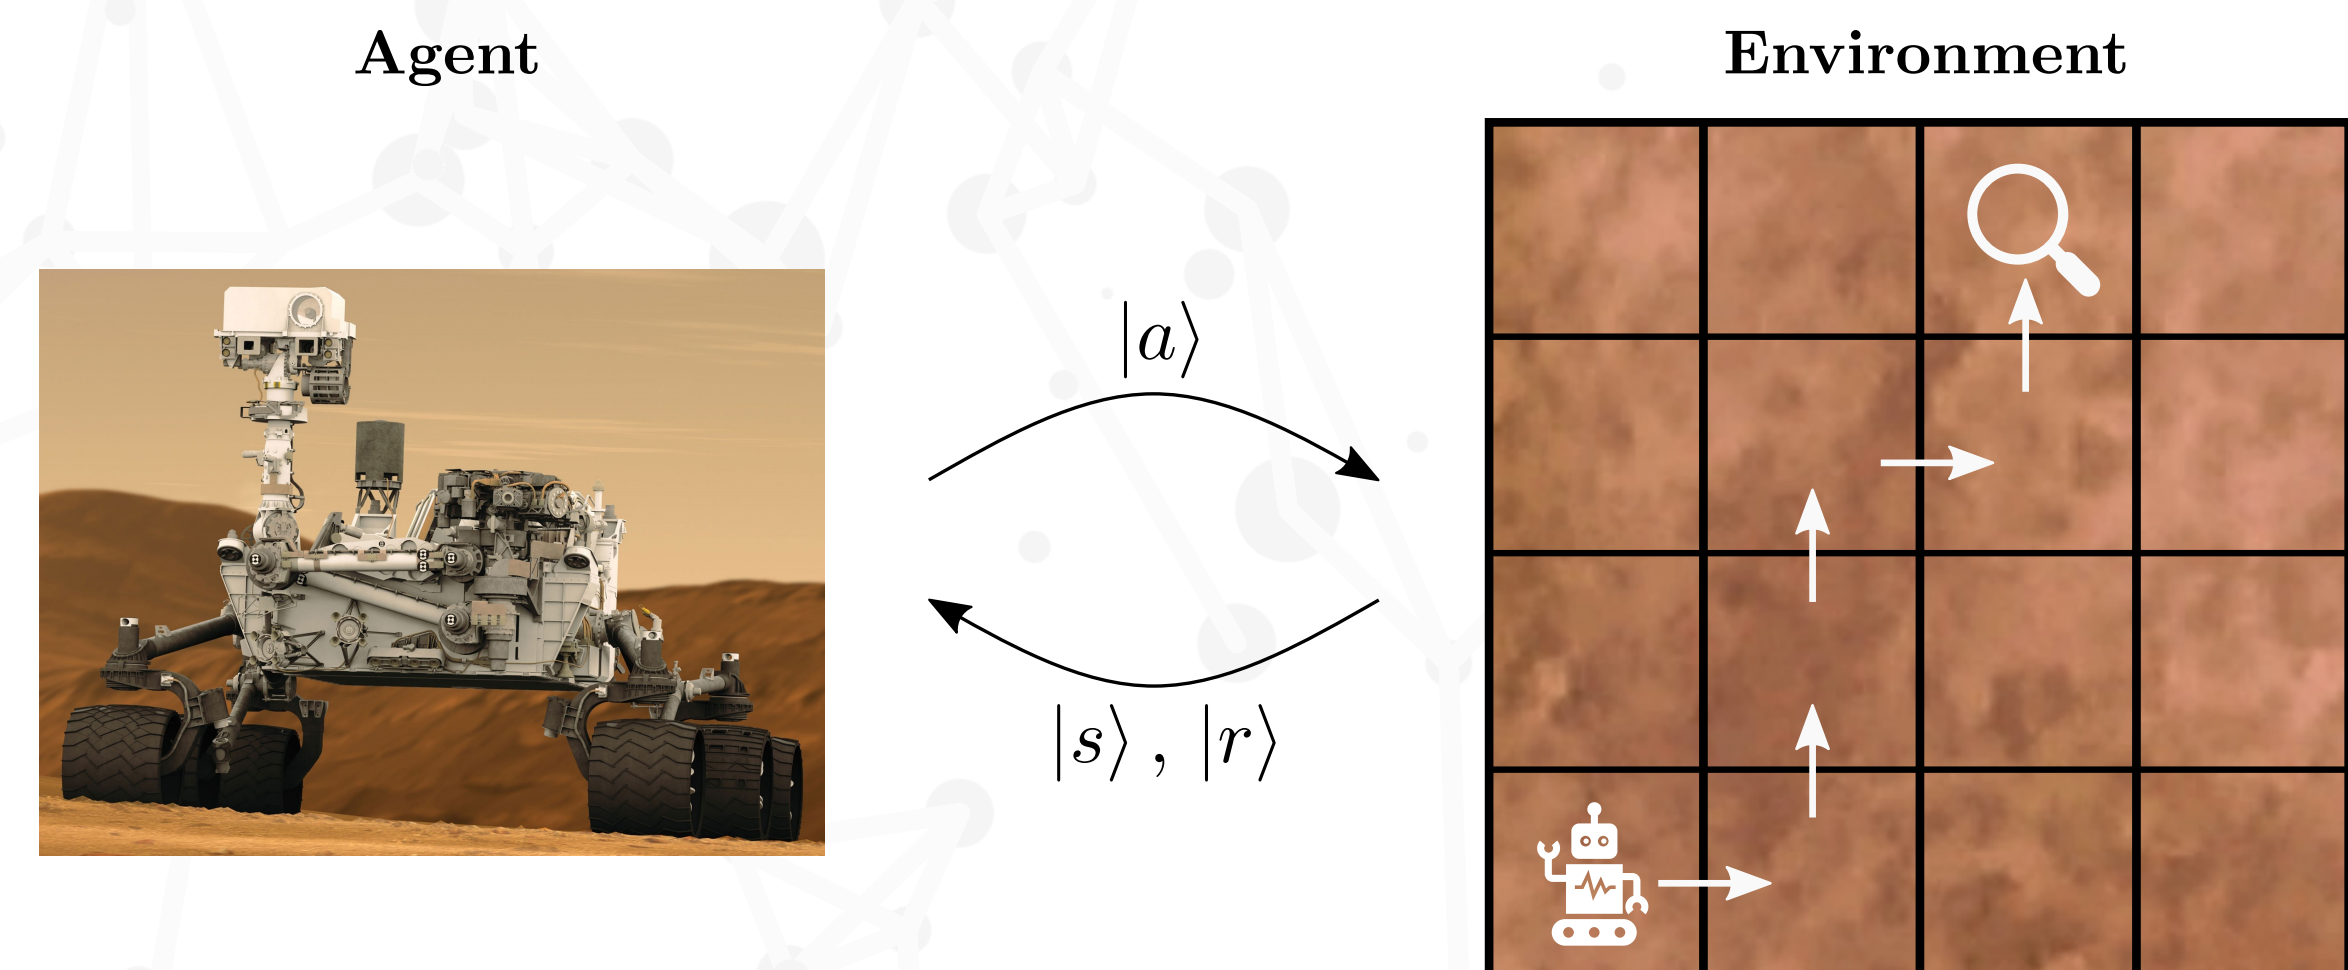 Agent
Environment
|a⟩
|s⟩ , |r⟩